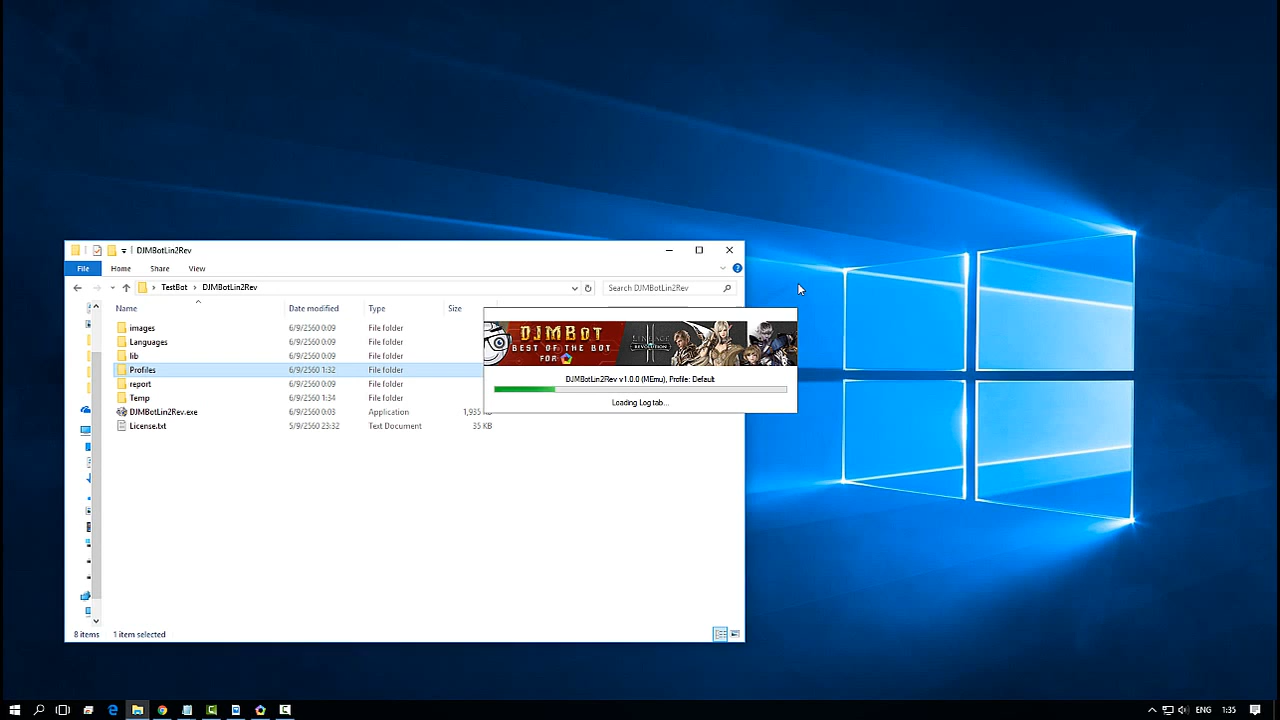 DJMBotLin2Rev
File Home Share View
TestBot DJMBotLin2Rev Search DJMBotLin2Rev
Name Date modified Type Size
images 6/9/2560 0:09 File folder
Languages 6/9/2560 0:09 File folder
lib 6/9/2560 0:09 File folder
Profiles 6/9/2560 1:32 File folder
report 6/9/2560 0:09 File folder
Temp 6/9/2560 1:34 File folder
DJMBotLin2Rev.exe 6/9/2560 0:03 Application 1,935 KB
License.txt 5/9/2560 23:32 Text Document 35 KB
DJMBOT
BEST OF THE BOT
FOR
LINEAGE
REVOLUTION
DJMBotLin2Rev v1.0.0 (MEmu), Profile: Default
Loading Log tab...
8 items 1 item selected
ENG 1:35